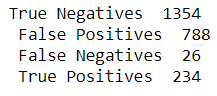 True Negatives 1354
False Positives 788
False Negatives 26
True Positives 234